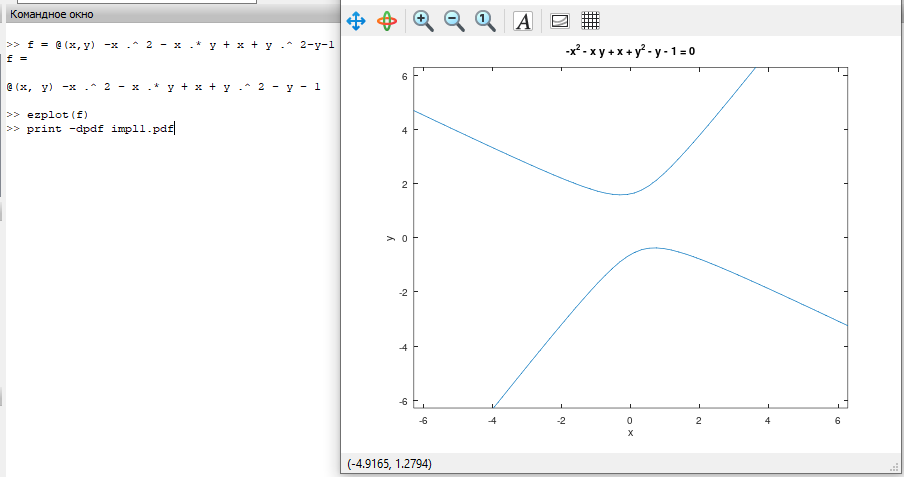 Командное окно
>> f = @(x,y) -x .^ 2 - x .* y + x + y .^ 2-y-1
f =
@(x, y) -x .^ 2 - x .* y + x + y .^ 2 - y - 1
>> ezplot(f)
>> print -dpdf impl1.pdf
1
A
-x² - x y + x + y² - y - 1 = 0
6
4
2
0
-2
-4
-6
y
-6 -4 -2 0 2 4 6
x
(-4.9165, 1.2794)